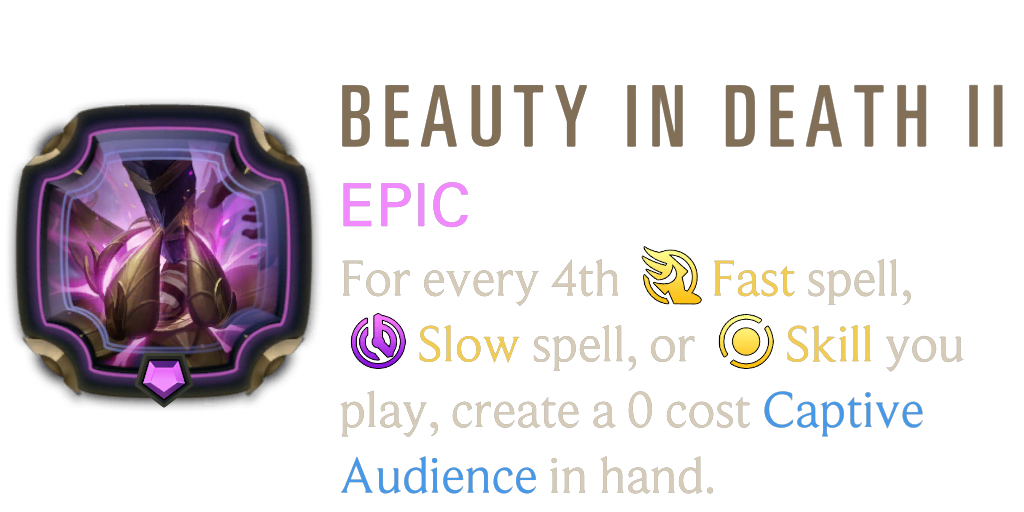 BEAUTY IN DEATH II
EPIC
For every 4th Fast spell,
Slow spell, or Skill you
play, create a 0 cost Captive
Audience in hand.